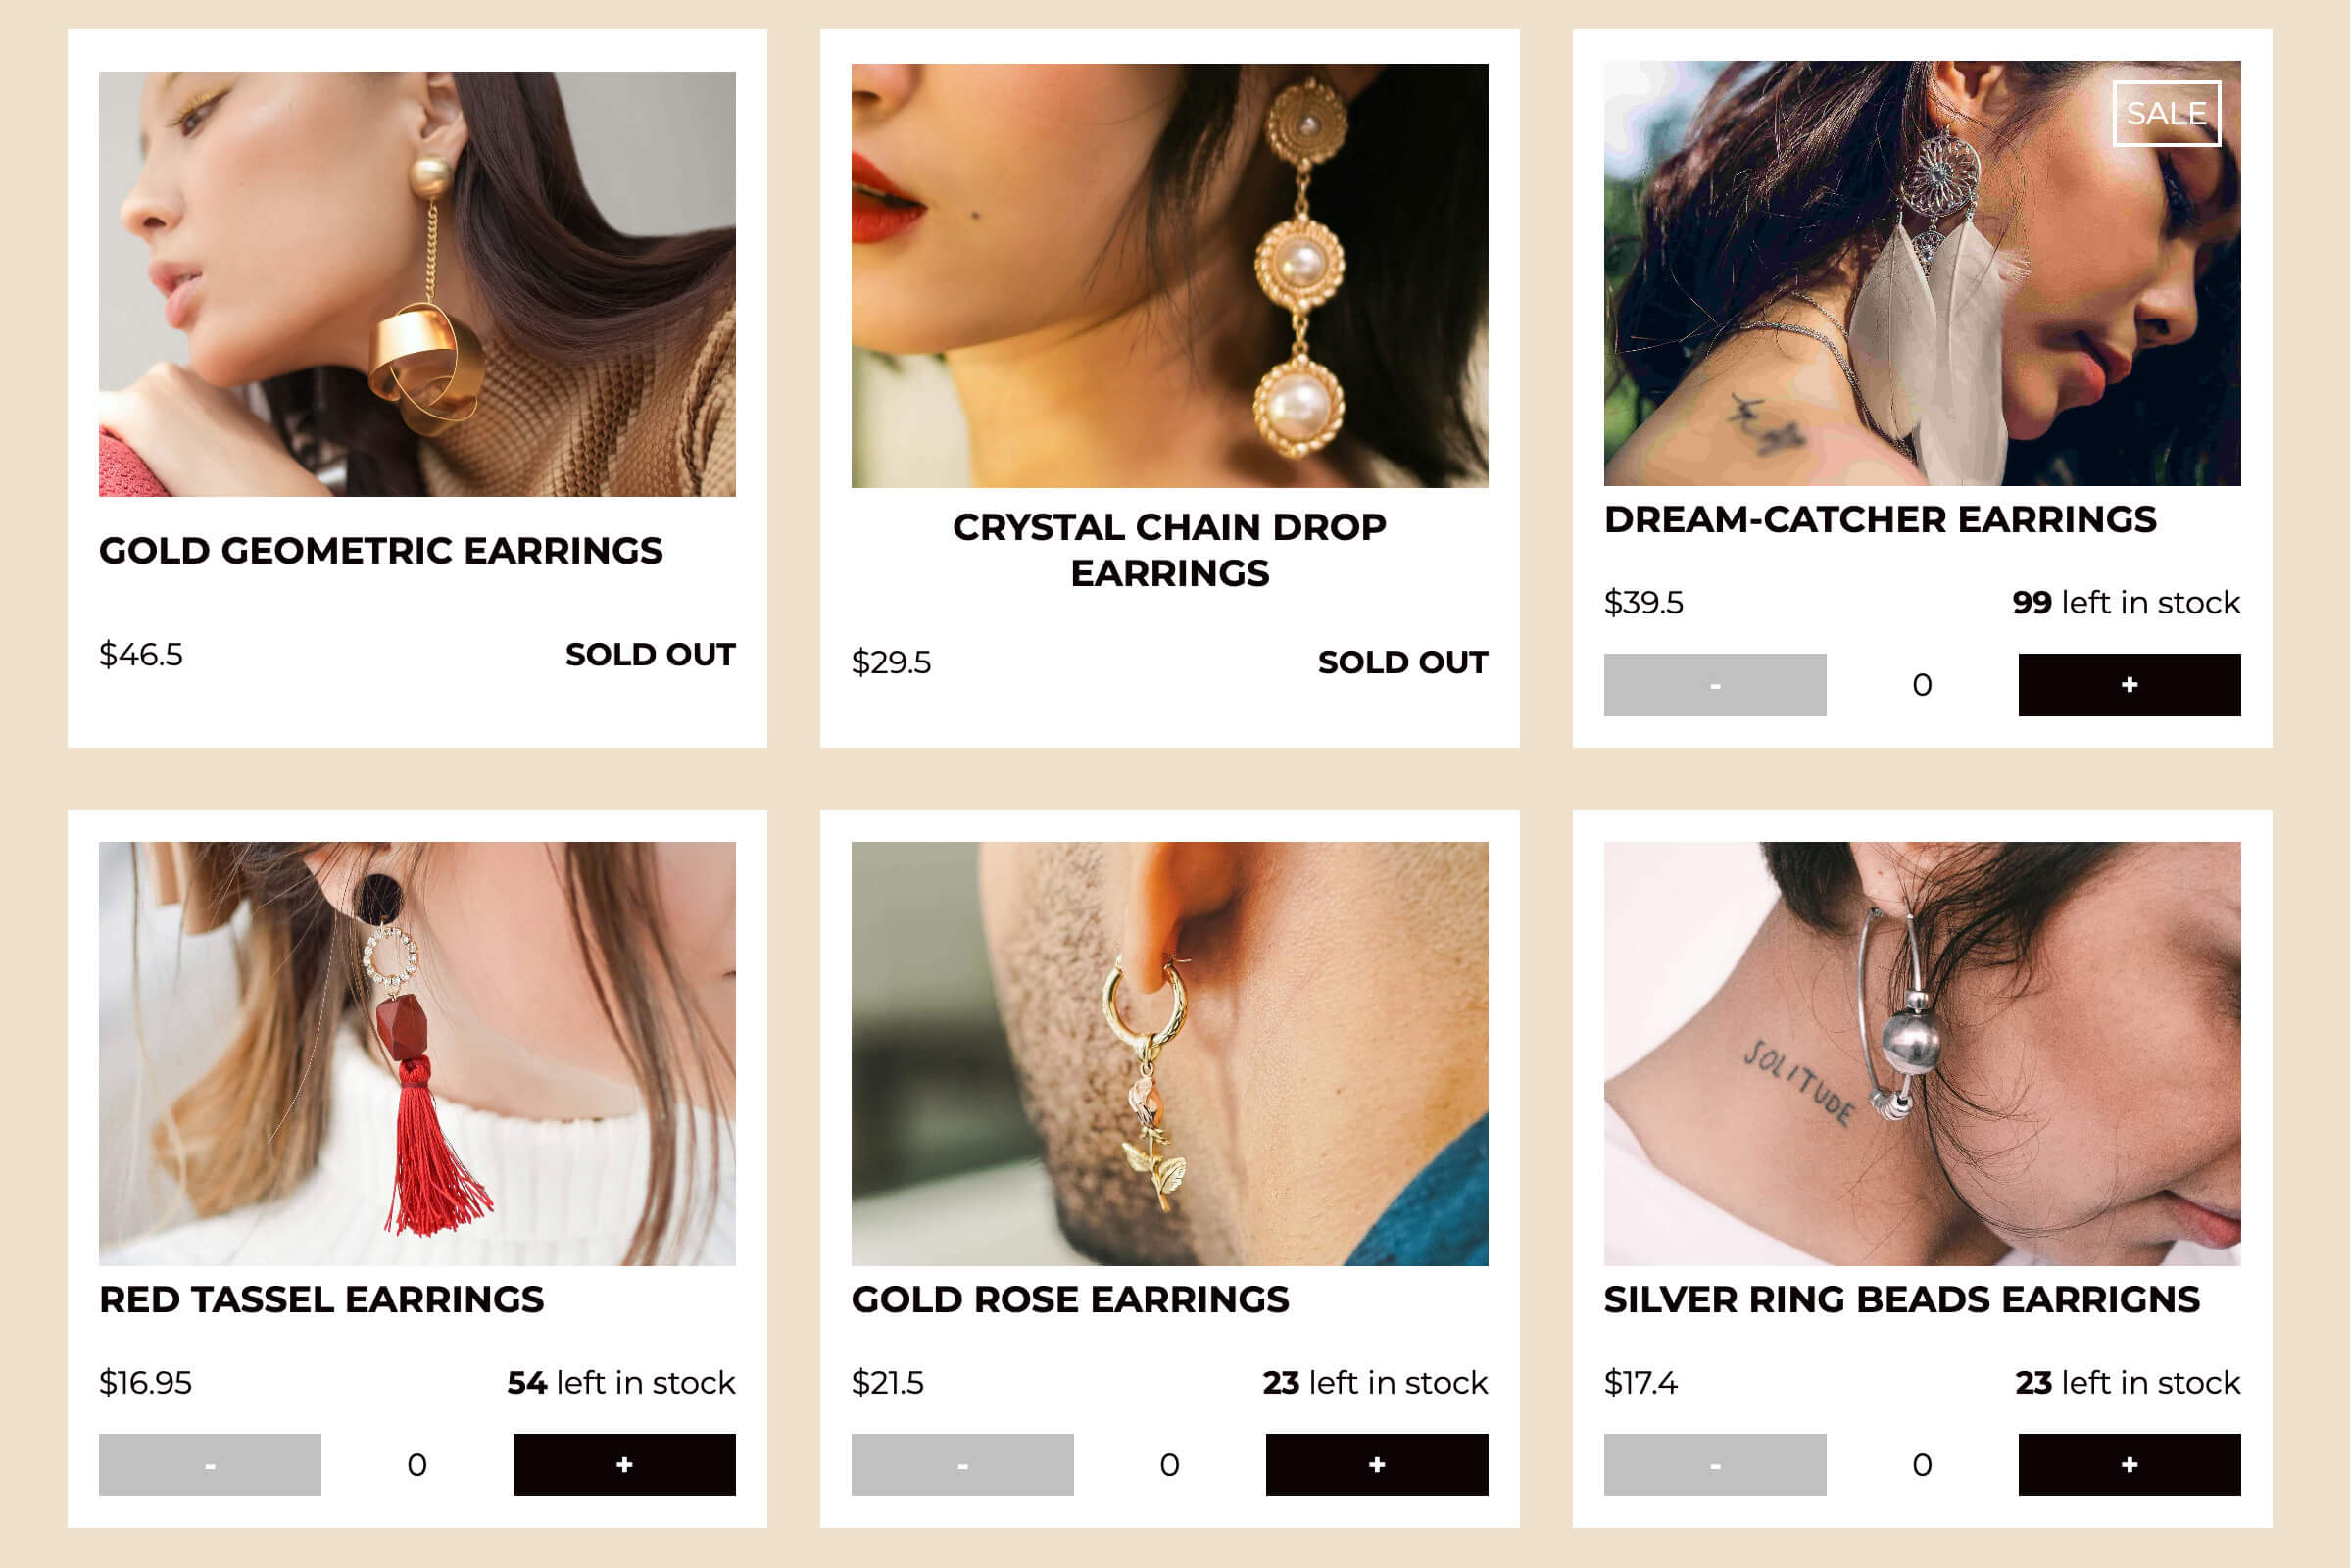 GOLD GEOMETRIC EARRINGS
$46.5 SOLD OUT
CRYSTAL CHAIN DROP
EARRINGS
$29.5 SOLD OUT
SALE
DREAM-CATCHER EARRINGS
$39.5 99 left in stock
- 0 +
RED TASSEL EARRINGS
$16.95 54 left in stock
- 0 +
GOLD ROSE EARRINGS
$21.5 23 left in stock
- 0 +
SOLITUDE
SILVER RING BEADS EARRIGNS
$17.4 23 left in stock
- 0 +